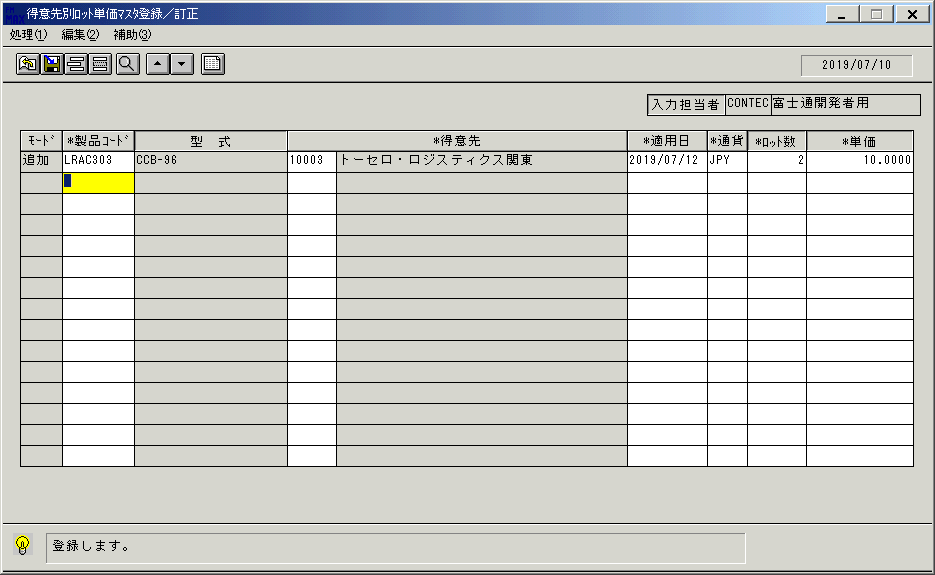 得意先別ﾛｯﾄ単価ﾏｽﾀ登録／訂正
処理(1) 編集(2) 補助(3)
2019/07/10
入力担当者 CONTEC 富士通開発者用
ﾓｰﾄﾞ *製品ｺｰﾄﾞ 型　式 *得意先 *適用日 *通貨 *ﾛｯﾄ数 *単価
追加 LRAC303 CCB-96 10003 トーセロ・ロジスティクス関東 2019/07/12 JPY 2 10.0000
登録します。